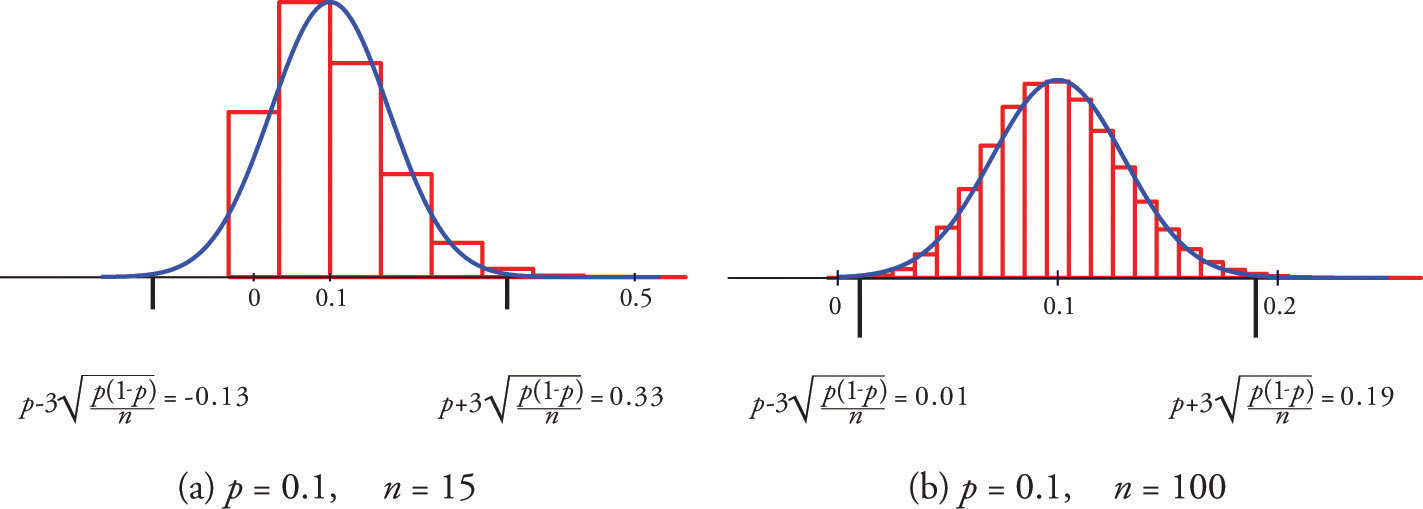 0 0.1 0.5
0 0.1 0.2
p-3√p(1-p)/n = -0.13
p+3√p(1-p)/n = 0.33
p-3√p(1-p)/n = 0.01
p+3√p(1-p)/n = 0.19
(a) p = 0.1, n = 15
(b) p = 0.1, n = 100